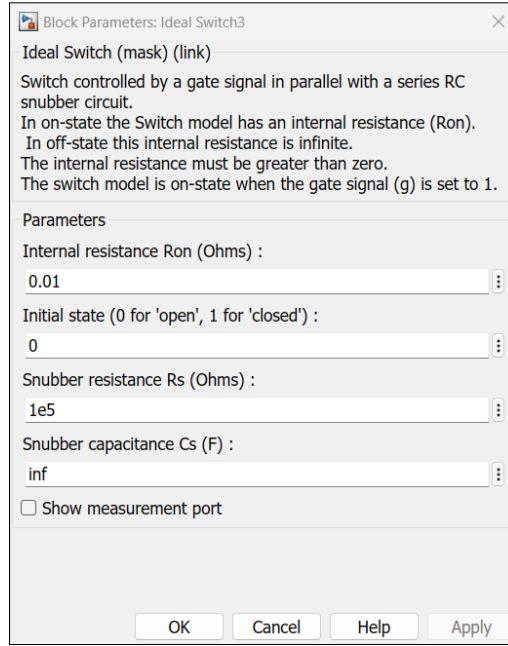 Block Parameters: Ideal Switch3
Ideal Switch (mask) (link)
Switch controlled by a gate signal in parallel with a series RC
snubber circuit.
In on-state the Switch model has an internal resistance (Ron).
In off-state this internal resistance is infinite.
The internal resistance must be greater than zero.
The switch model is on-state when the gate signal (g) is set to 1.
Parameters
Internal resistance Ron (Ohms) :
0.01
Initial state (0 for 'open', 1 for 'closed') :
0
Snubber resistance Rs (Ohms) :
1e5
Snubber capacitance Cs (F) :
inf
Show measurement port
OK Cancel Help Apply